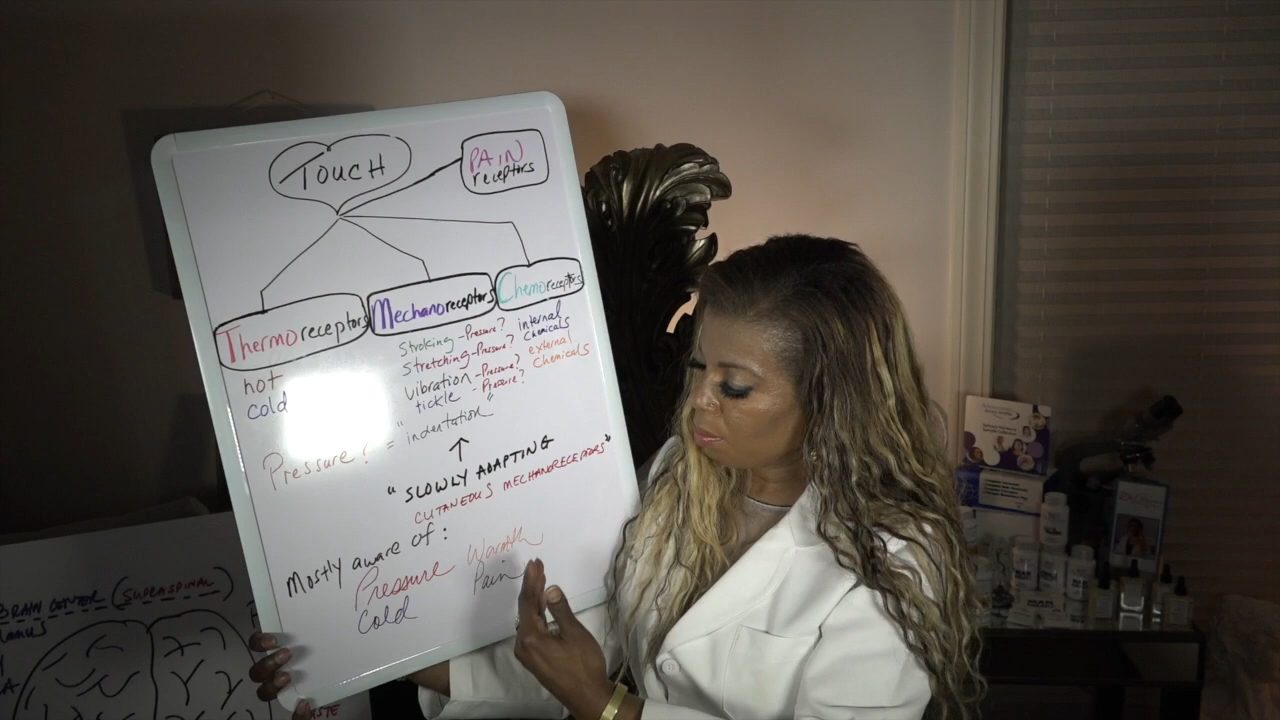 TOUCH
PAIN
receptors
Thermoreceptors
Mechanoreceptors
Chemoreceptors
hot
cold
Stroking -Pressure?
Stretching -Pressure?
vibration -Pressure?
tickle -Pressure?
internal
chemicals
external
chemicals
Pressure? = "indentation"
"SLOWLY ADAPTING
CUTANEOUS MECHANORECEPTORS"
Mostly aware of:
Pressure Warmth
Cold Pain
BRAIN CENTER (SUPRASPINAL)